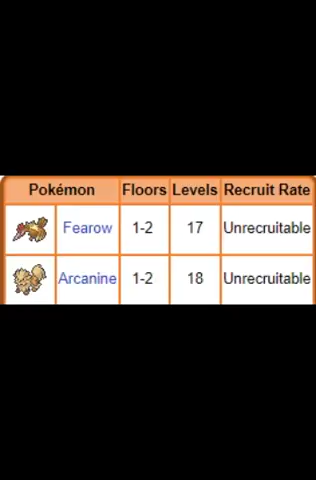 Pokémon Floors Levels Recruit Rate
Fearow 1-2 17 Unrecruitable
Arcanine 1-2 18 Unrecruitable